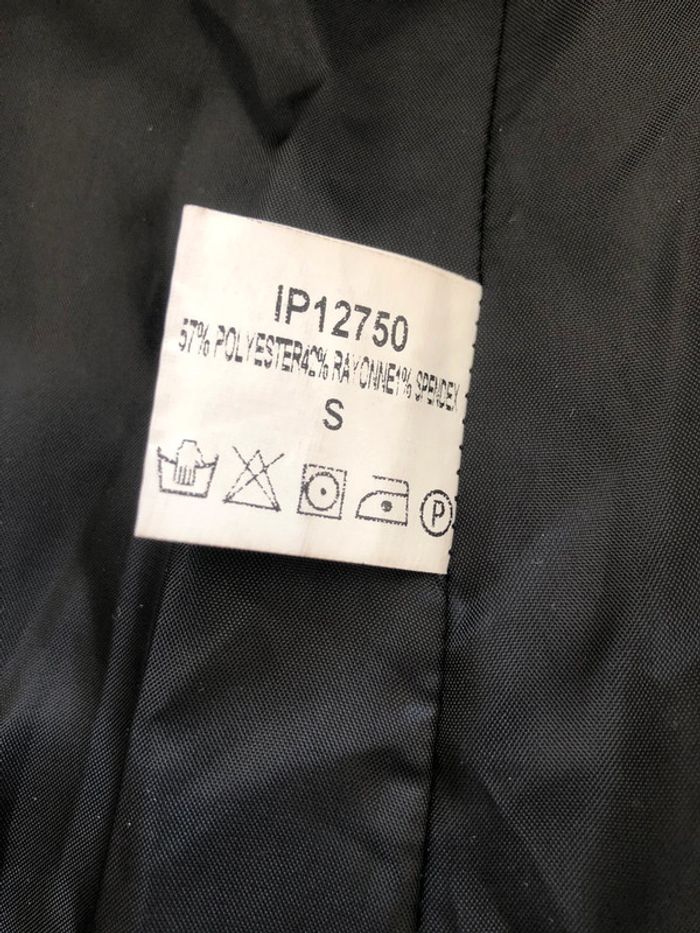 IP12750
57% POLYESTER42% RAYONNE1% SPENDEX
S
P